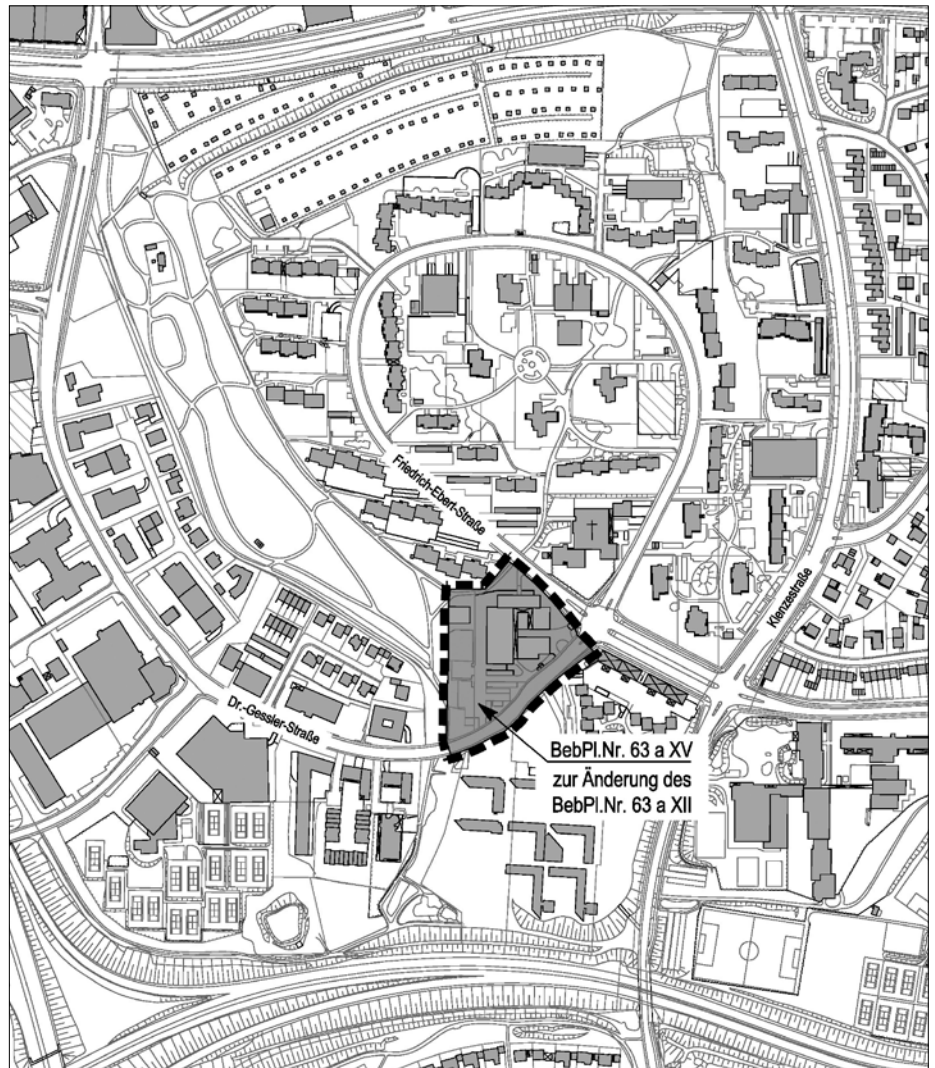 Friedrich-Ebert-Straße
Klenzestraße
Dr.-Gessler-Straße
BebPl.Nr. 63 a XV
zur Änderung des
BebPl.Nr. 63 a XII